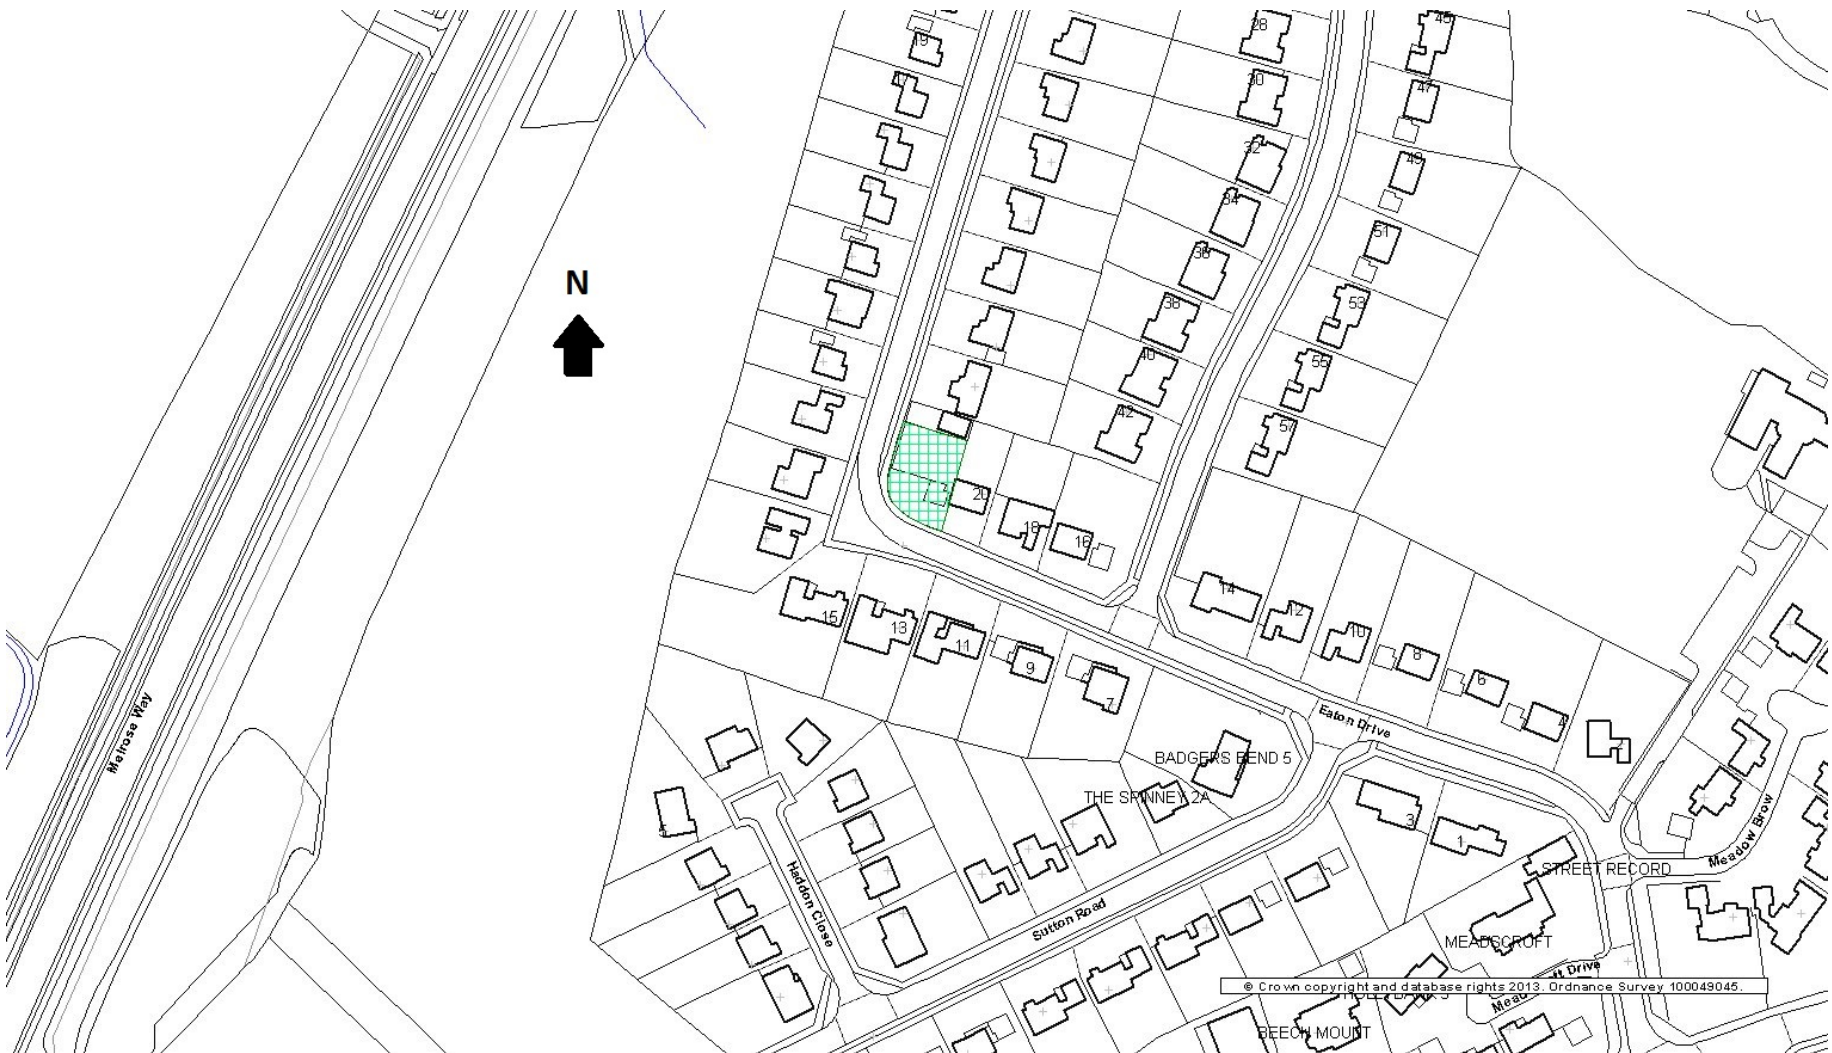 45
19
28
17
30
47
32
49
34
51
36
N
38
53
40
55
42
57
20
18
16
14
12
10
8
6
4
2
15
13
11
9
7
Melrose Way
Eaton Drive
BADGERS BEND 5
THE SPINNEY 2A
3
1
5
Meadow Brow
STREET RECORD
Haddon Close
Sutton Road
MEADSCROFT
© Crown copyright and database rights 2013. Ordnance Survey 100049045.
BEECH MOUNT